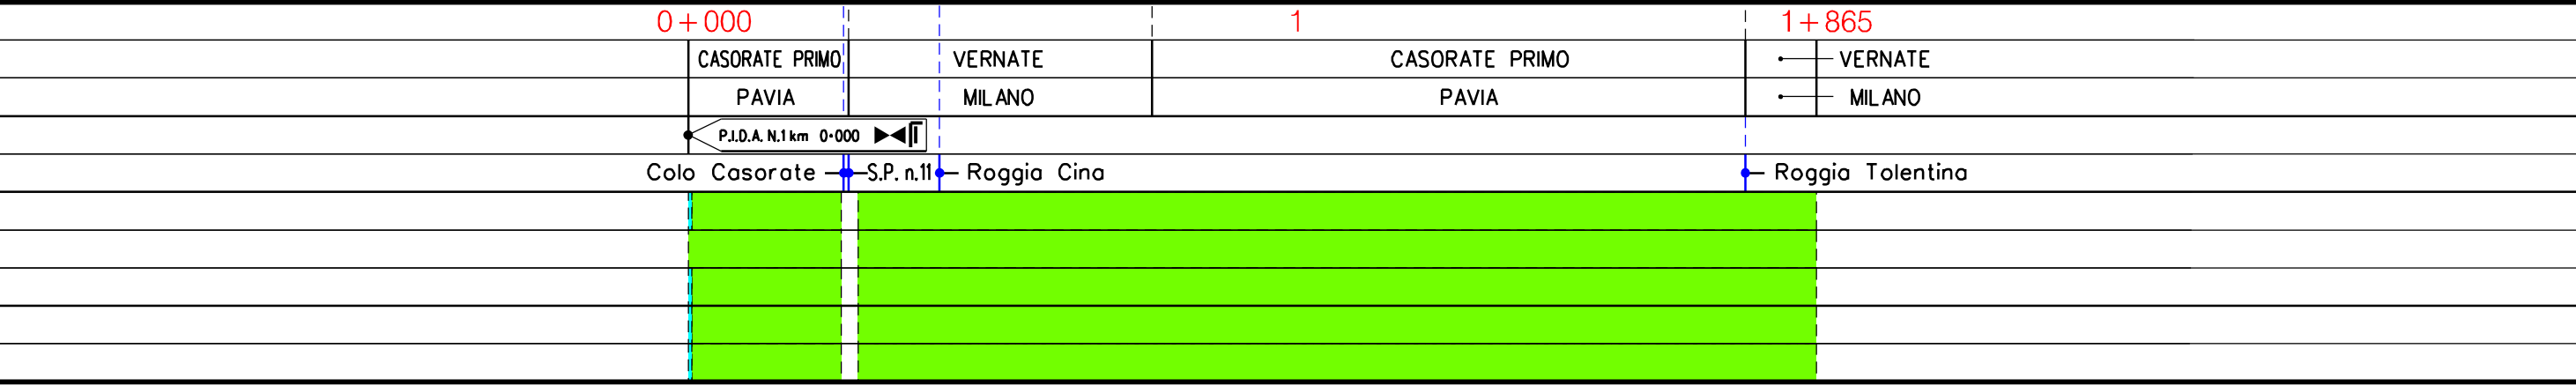 0+000 1 1+865
CASORATE PRIMO VERNATE CASORATE PRIMO VERNATE
PAVIA MILANO PAVIA MILANO
P.I.D.A. N.1 km 0+000
Colo Casorate S.P. n.11 Roggia Cina Roggia Tolentina